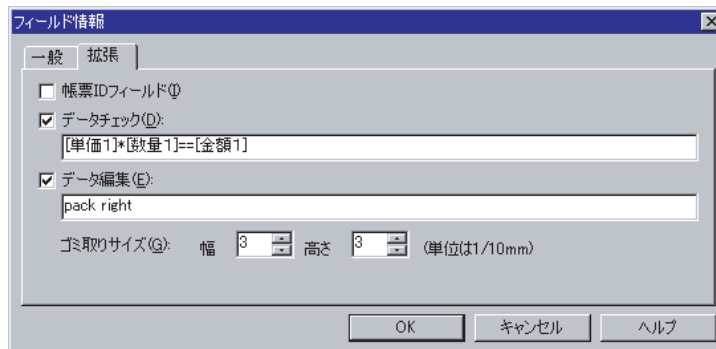 フィールド情報
一般 拡張
帳票IDフィールド(I)
データチェック(D):
[単価1]*[数量1]==[金額1]
データ編集(E):
pack right
ゴミ取りサイズ(G): 幅 3 高さ 3 (単位は1/10mm)
OK キャンセル ヘルプ